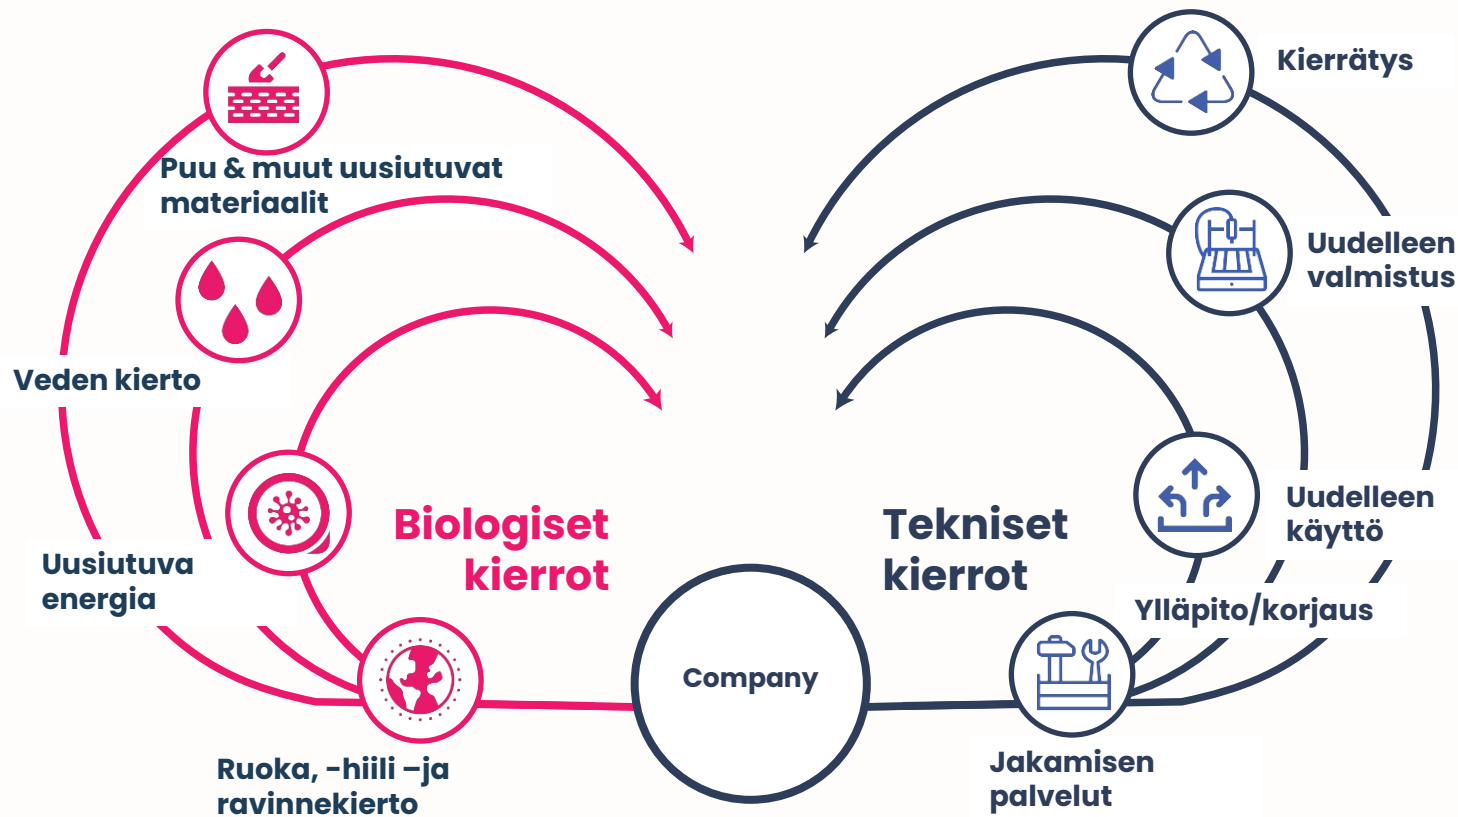 Kierrätys
Puu & muut uusiutuvat
materiaalit
Uudelleen
valmistus
Veden kierto
Uudelleen
käyttö
Biologiset
kierrot
Tekniset
kierrot
Uusiutuva
energia
Ylläpito/korjaus
Company
Ruoka, -hiili –ja
ravinnekierto
Jakamisen
palvelut